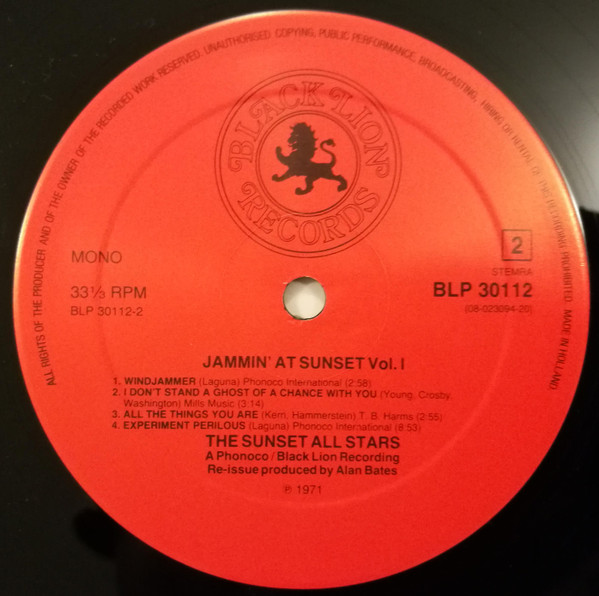 ALL RIGHTS OF THE PRODUCER AND OF THE OWNER OF THE RECORDED WORK RESERVED. UNAUTHORISED COPYING, PUBLIC PERFORMANCE, BROADCASTING, HIRING OR RENTAL OF THIS RECORDING PROHIBITED. MADE IN HOLLAND.
BLACK LION
RECORDS
MONO
2
STEMRA
33⅓ RPM
BLP 30112
BLP 30112-2
(08-023094-20)
JAMMIN' AT SUNSET Vol. I
1. WINDJAMMER (Laguna) Phonoco International (2:58)
2. I DON'T STAND A GHOST OF A CHANCE WITH YOU (Young, Crosby,
Washington) Mills Music (3:14)
3. ALL THE THINGS YOU ARE (Kern, Hammerstein) T. B. Harms (2:55)
4. EXPERIMENT PERILOUS (Laguna) Phonoco International (8:53)
THE SUNSET ALL STARS
A Phonoco / Black Lion Recording
Re-issue produced by Alan Bates
℗ 1971